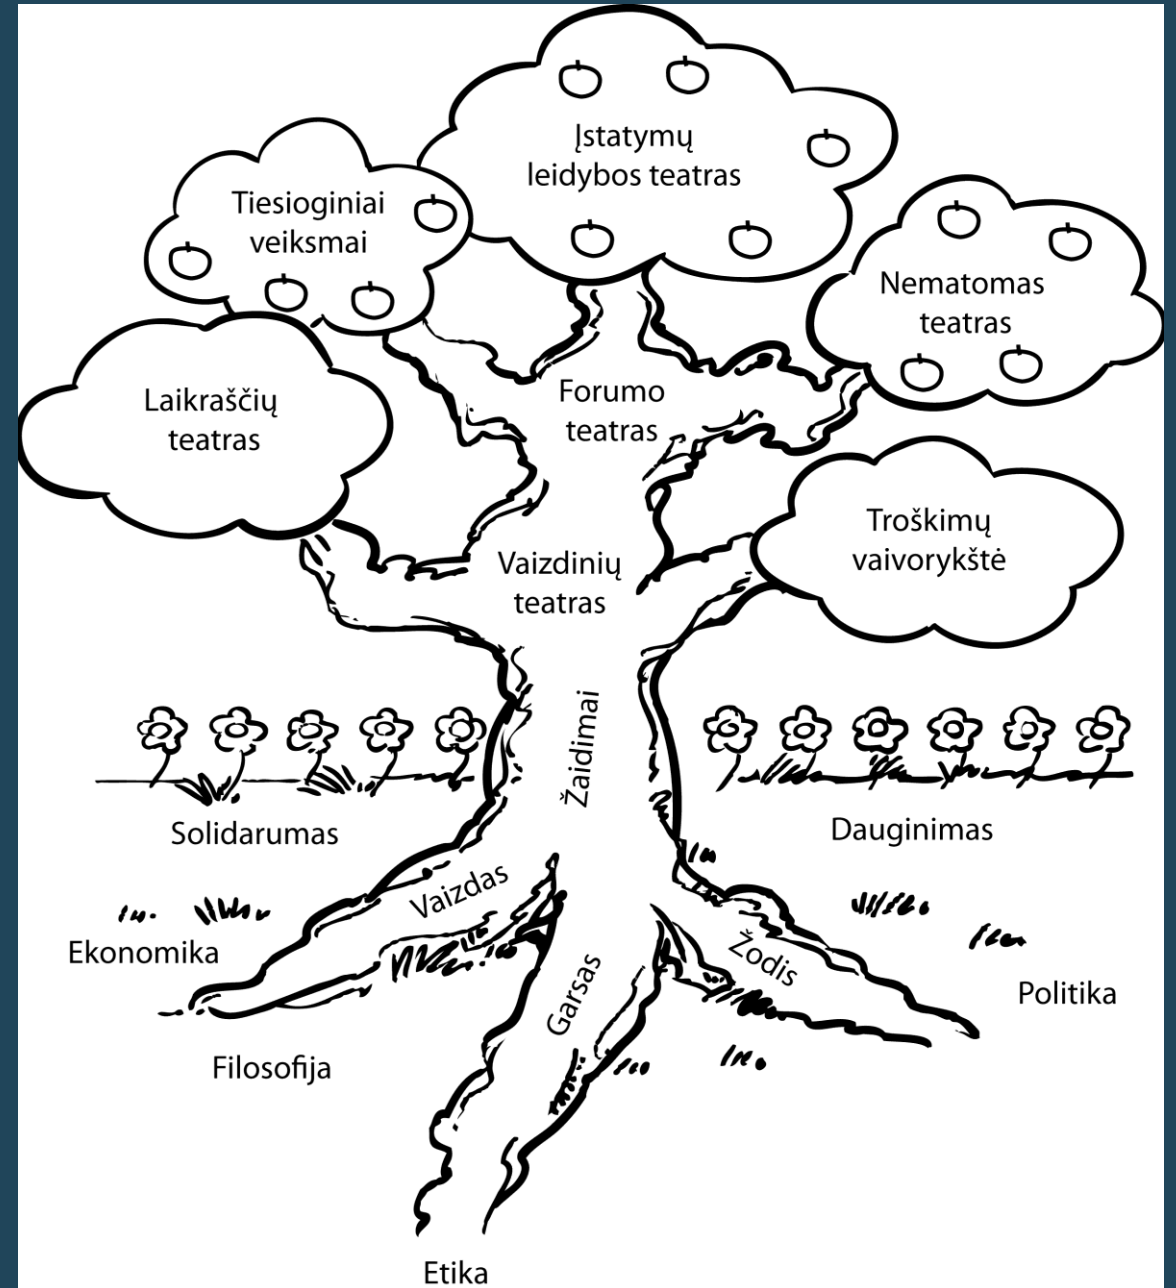 Įstatymų
leidybos teatras
Tiesioginiai
veiksmai
Nematomas
teatras
Laikraščių
teatras
Forumo
teatras
Troškimų
vaivorykštė
Vaizdinių
teatras
Žaidimai
Solidarumas
Dauginimas
Vaizdas
Ekonomika
Žodis
Garsas
Politika
Filosofija
Etika